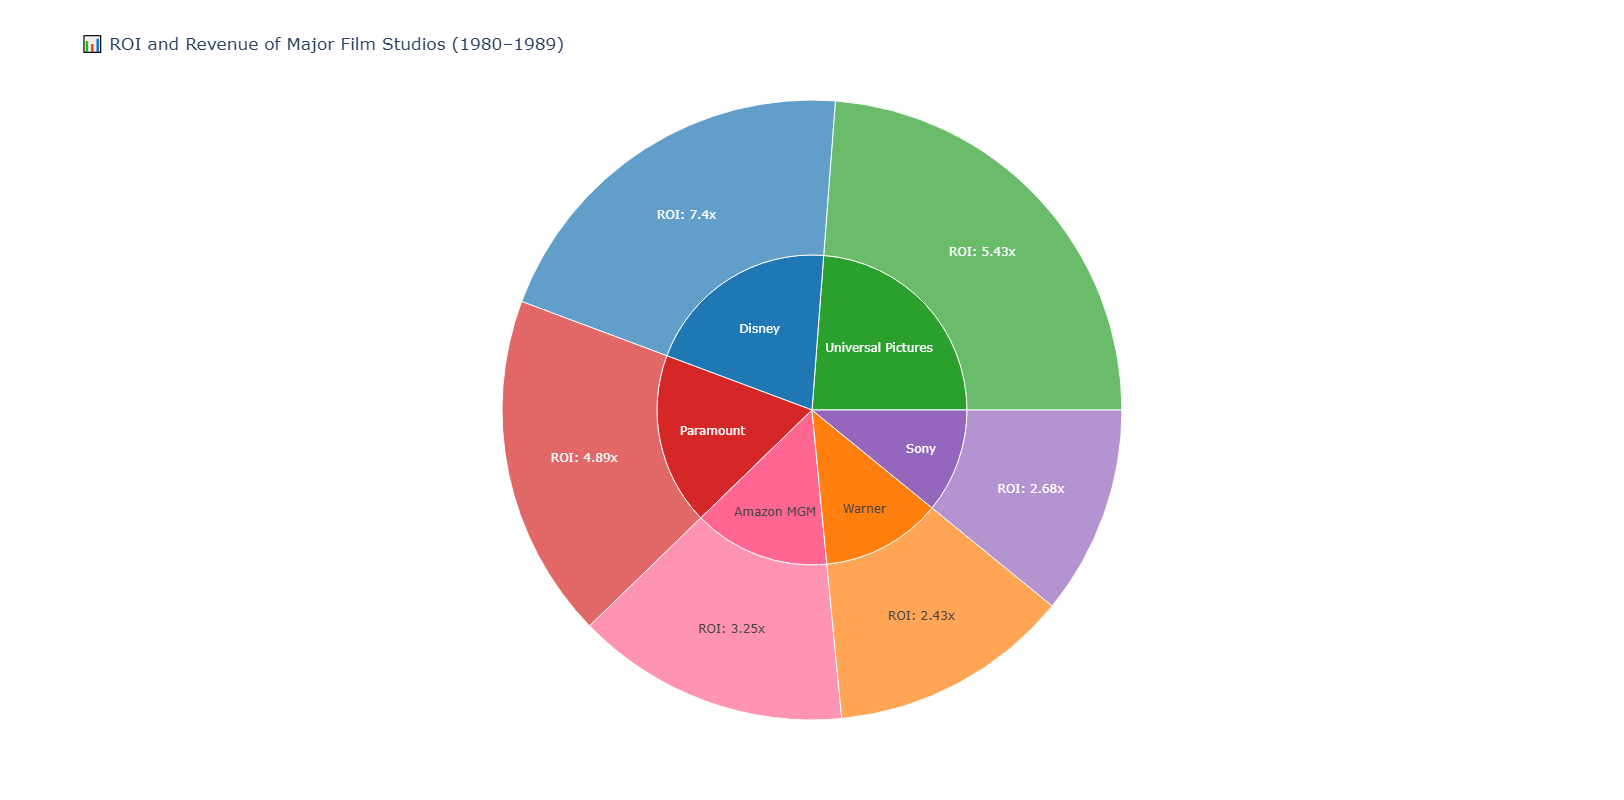 📊 ROI and Revenue of Major Film Studios (1980–1989)
ROI: 7.4x
ROI: 5.43x
Disney
Universal Pictures
Paramount
Sony
ROI: 4.89x
ROI: 2.68x
Amazon MGM
Warner
ROI: 3.25x
ROI: 2.43x